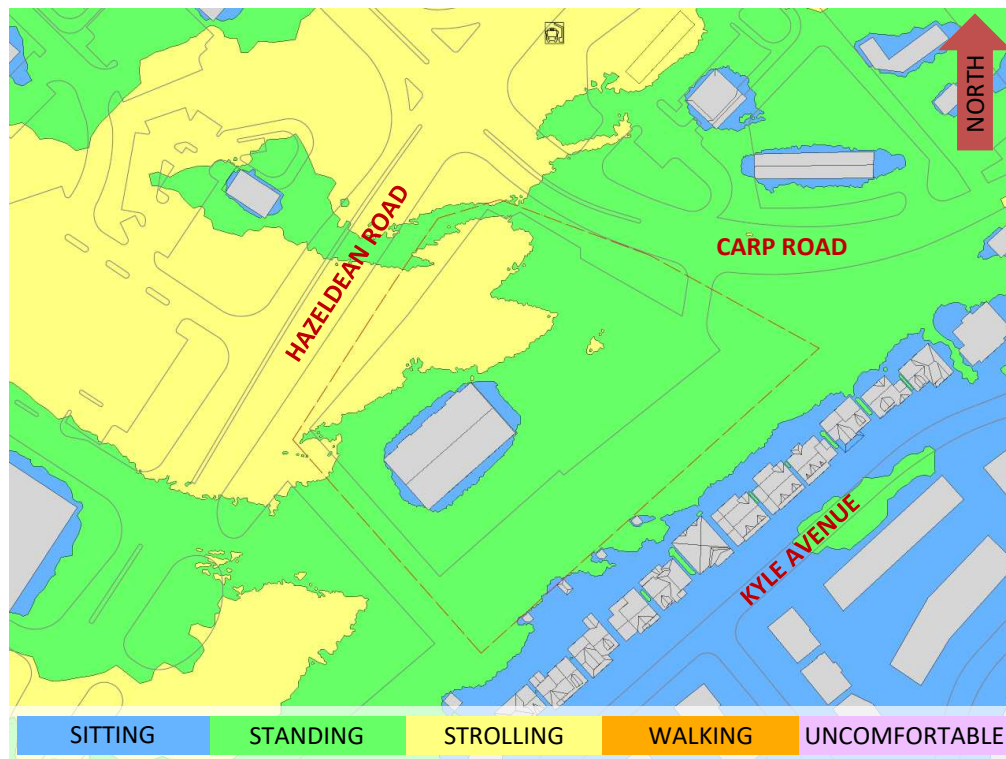 NORTH
HAZELDEAN ROAD
CARP ROAD
KYLE AVENUE
SITTING
STANDING
STROLLING
WALKING
UNCOMFORTABLE